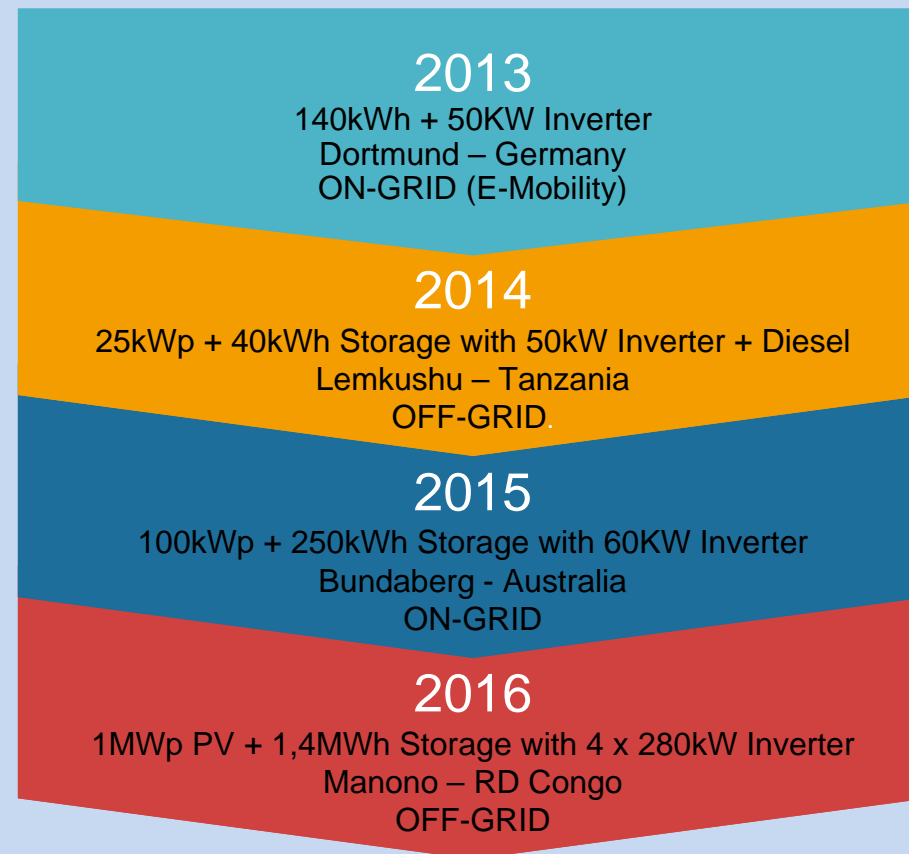 2013
140kWh + 50KW Inverter
Dortmund – Germany
ON-GRID (E-Mobility)
2014
25kWp + 40kWh Storage with 50kW Inverter + Diesel
Lemkushu – Tanzania
OFF-GRID.
2015
100kWp + 250kWh Storage with 60KW Inverter
Bundaberg - Australia
ON-GRID
2016
1MWp PV + 1,4MWh Storage with 4 x 280kW Inverter
Manono – RD Congo
OFF-GRID